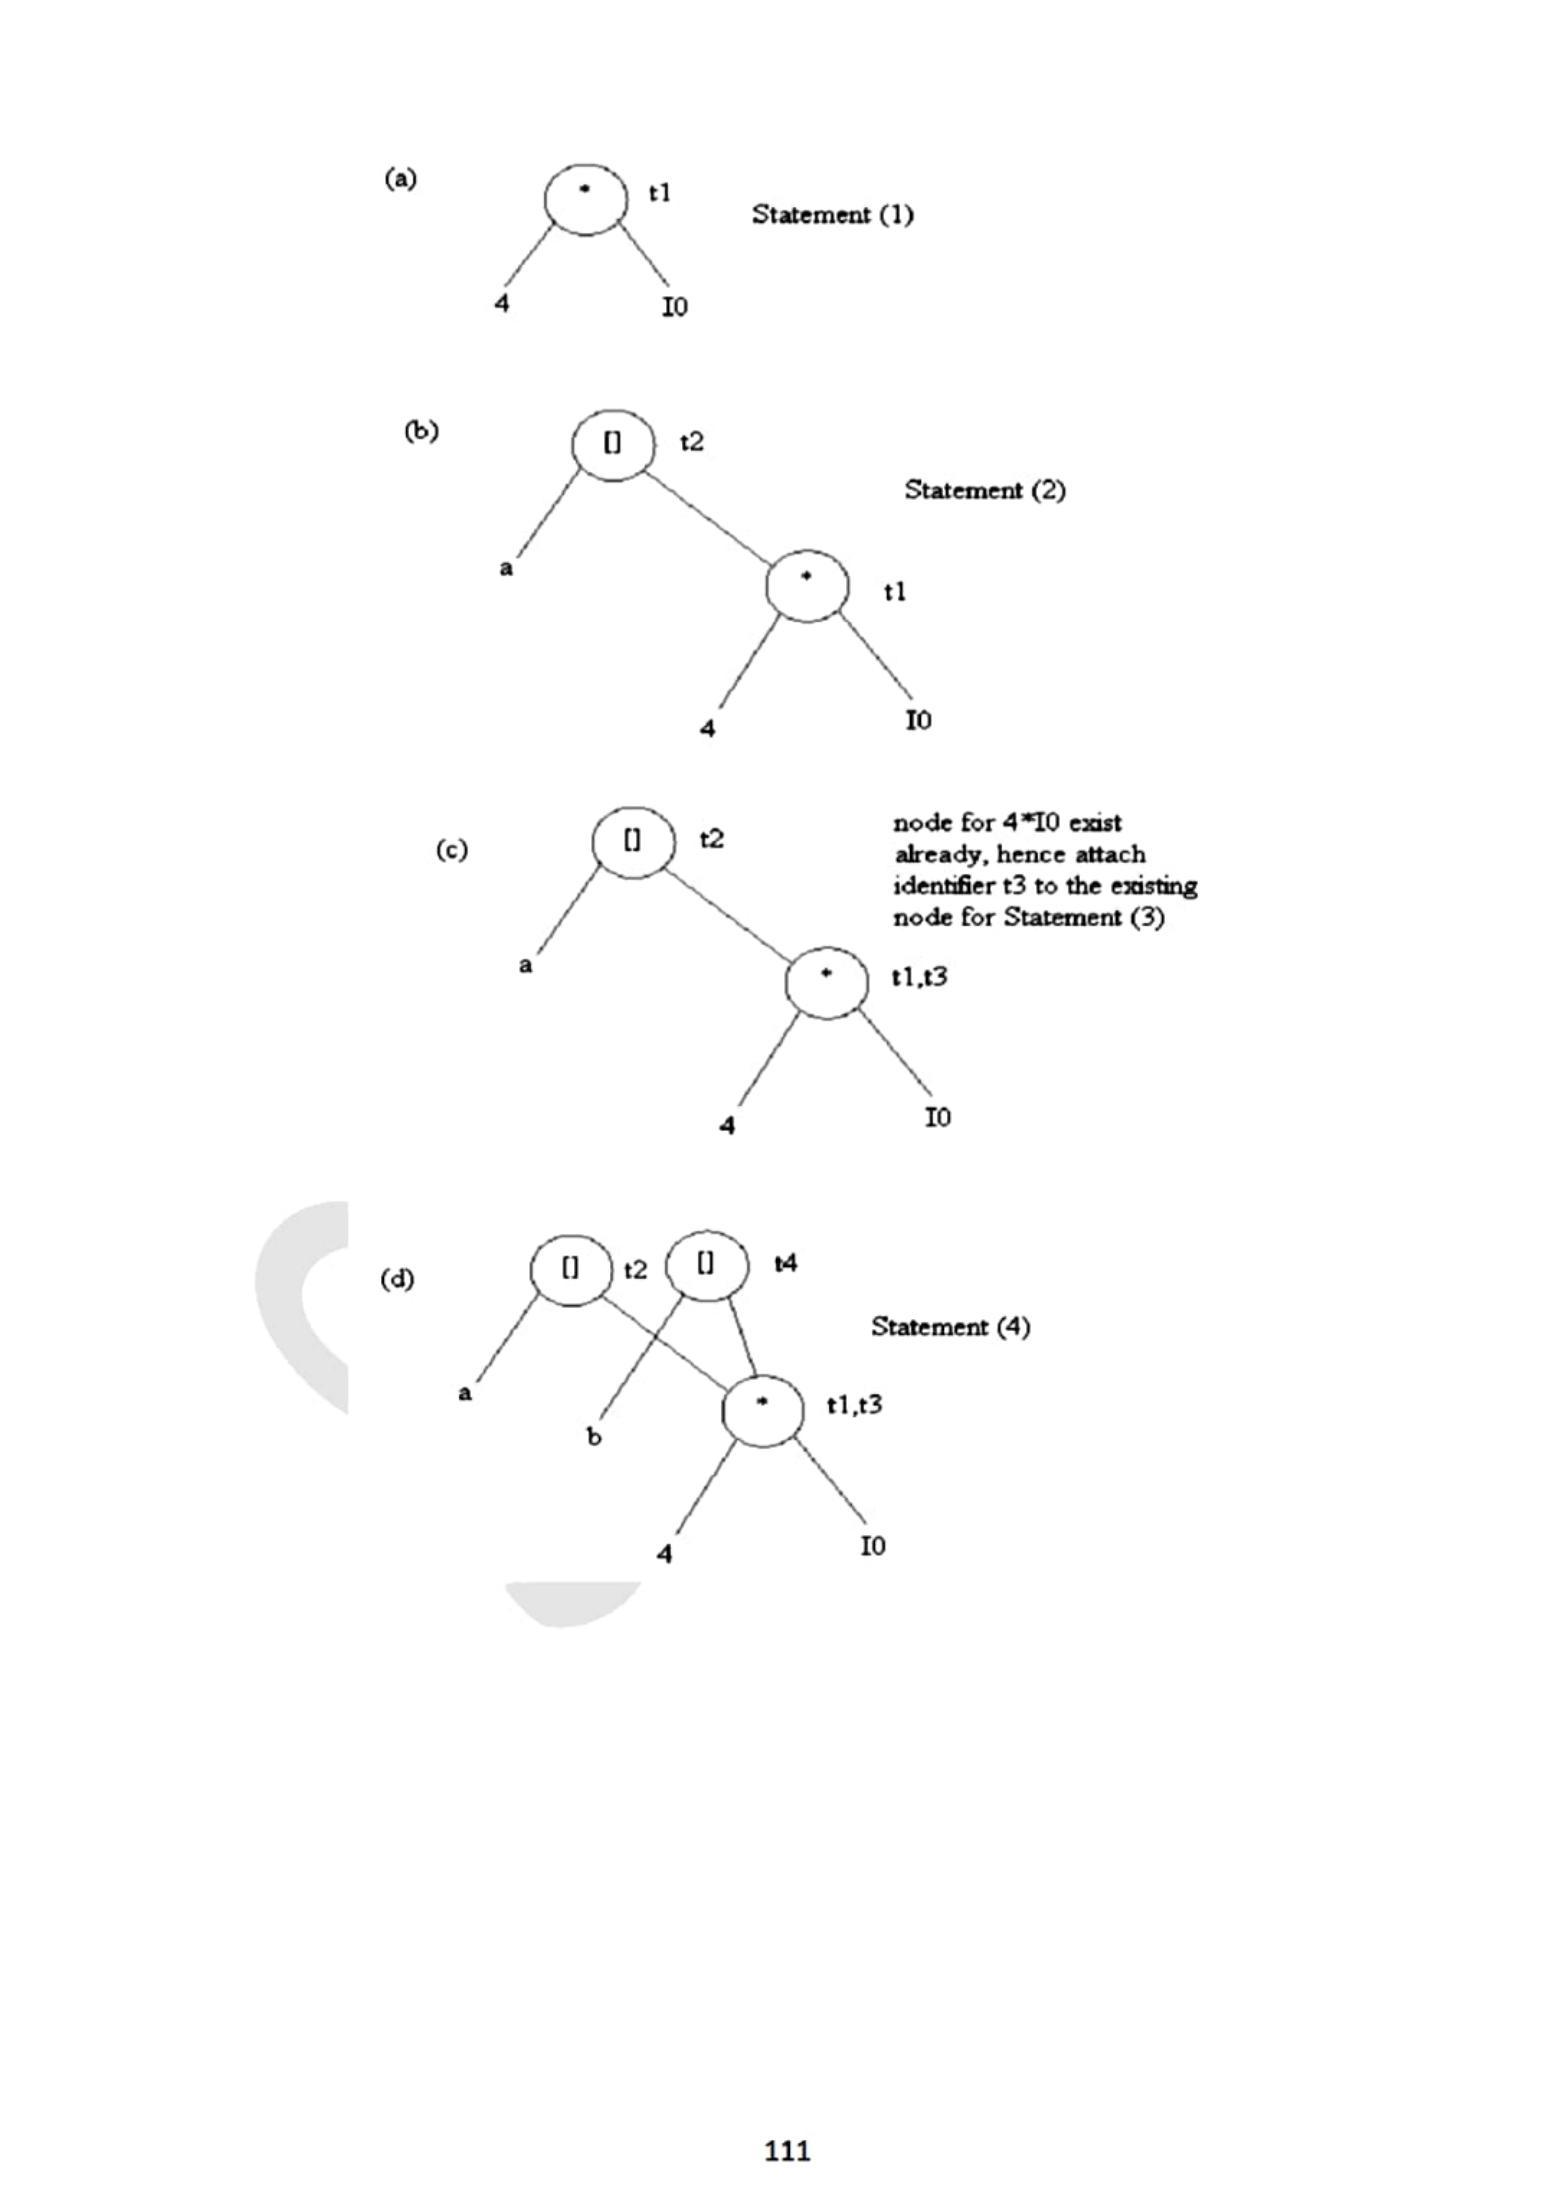 (a)
*
t1
Statement (1)
4
I0
(b)
[]
t2
Statement (2)
a
*
t1
4
I0
(c)
[]
t2
node for 4*I0 exist
already, hence attach
identifier t3 to the existing
node for Statement (3)
a
*
t1,t3
4
I0
(d)
[]
t2
[]
t4
Statement (4)
a
b
*
t1,t3
4
I0
111